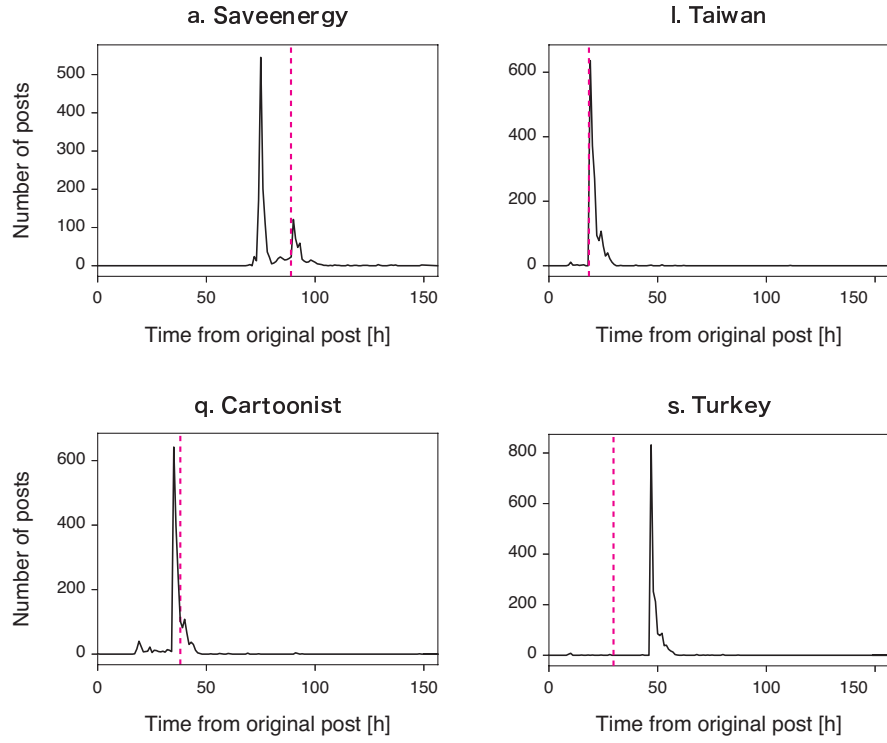 a. Saveenergy
Number of posts
500
400
300
200
100
0
0 50 100 150
Time from original post [h]
l. Taiwan
600
400
200
0
0 50 100 150
Time from original post [h]
q. Cartoonist
Number of posts
600
400
200
0
0 50 100 150
Time from original post [h]
s. Turkey
800
600
400
200
0
0 50 100 150
Time from original post [h]